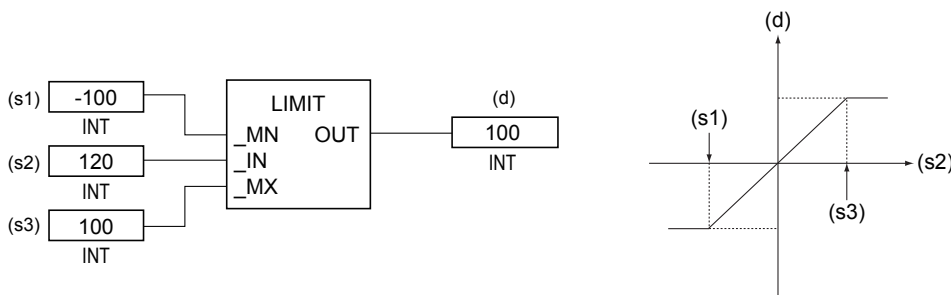 (s1)
-100
INT
(s2)
120
INT
(s3)
100
INT
LIMIT
_MN OUT
_IN
_MX
(d)
100
INT
(d)
(s1)
(s2)
(s3)